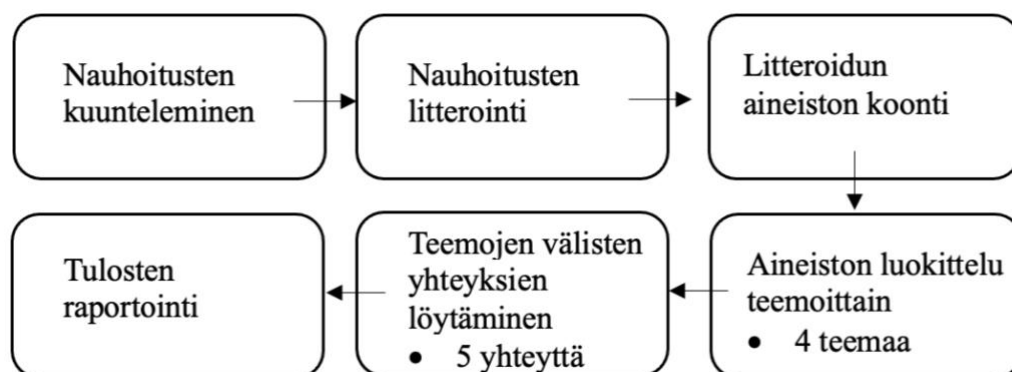 Nauhoitusten
kuunteleminen
Nauhoitusten
litterointi
Litteroidun
aineiston koonti
Aineiston luokittelu
teemoittain
• 4 teemaa
Teemojen välisten
yhteyksien
löytäminen
• 5 yhteyttä
Tulosten
raportointi